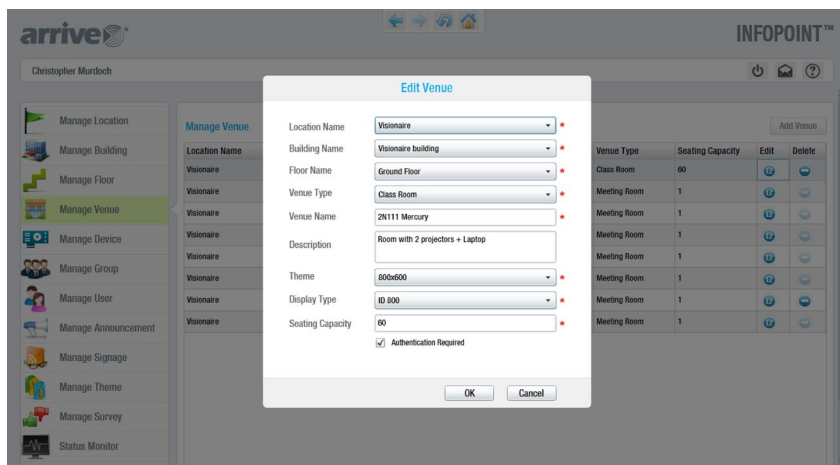 arrive
INFOPOINT™
Christopher Murdoch
Edit Venue
Manage Location
Manage Building
Manage Floor
Manage Venue
Manage Device
Manage Group
Manage User
Manage Announcement
Manage Signage
Manage Theme
Manage Survey
Status Monitor
Manage Venue
Add Venue
Location Name Venue Type Seating Capacity Edit Delete
Visionaire Class Room 60
Visionaire Meeting Room 1
Visionaire Meeting Room 1
Visionaire Meeting Room 1
Visionaire Meeting Room 1
Visionaire Meeting Room 1
Visionaire Meeting Room 1
Visionaire Meeting Room 1
Location Name Visionaire *
Building Name Visionaire building *
Floor Name Ground Floor *
Venue Type Class Room *
Venue Name 2N111 Mercury *
Description Room with 2 projectors + Laptop
Theme 800x600 *
Display Type ID 800 *
Seating Capacity 60 *
Authentication Required
OK Cancel